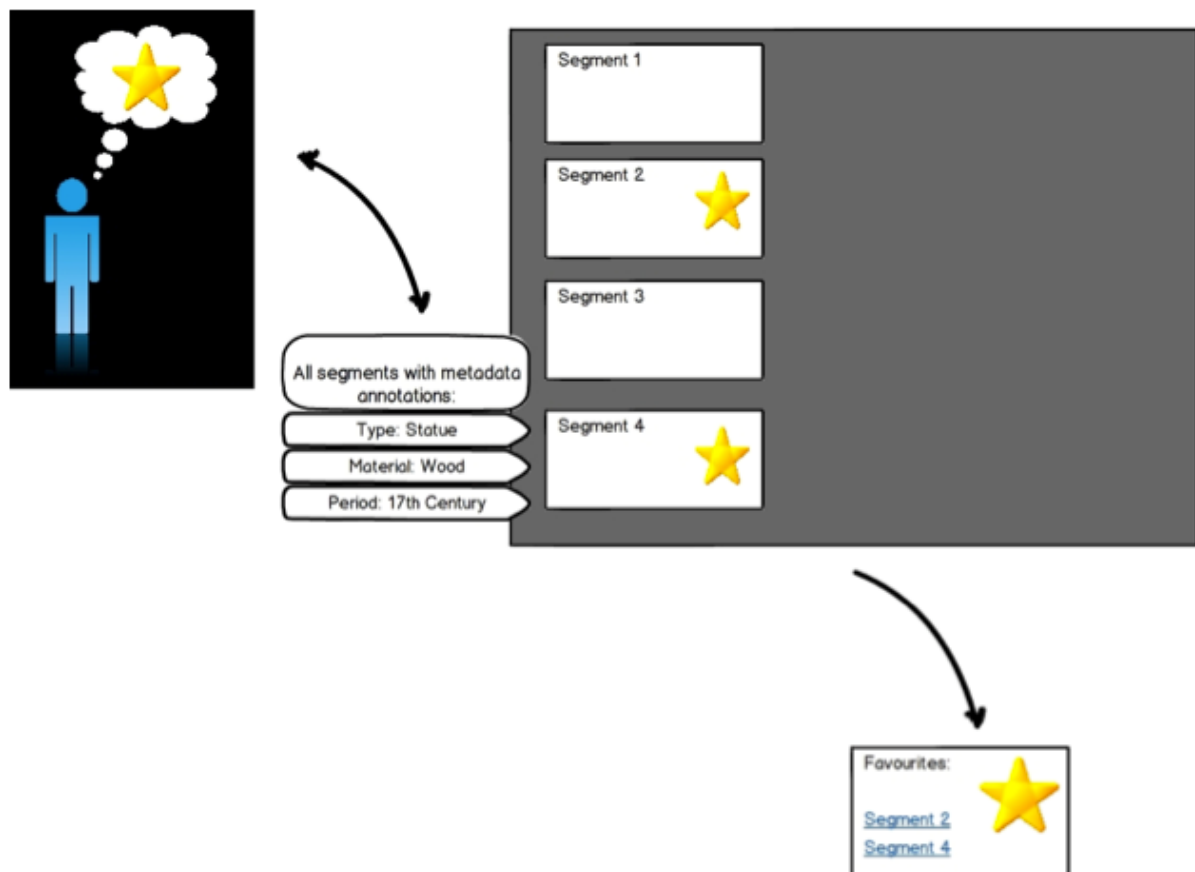 Segment 1
Segment 2
Segment 3
All segments with metadata
annotations:
Type: Statue
Material: Wood
Period: 17th Century
Segment 4
Favourites:
Segment 2
Segment 4